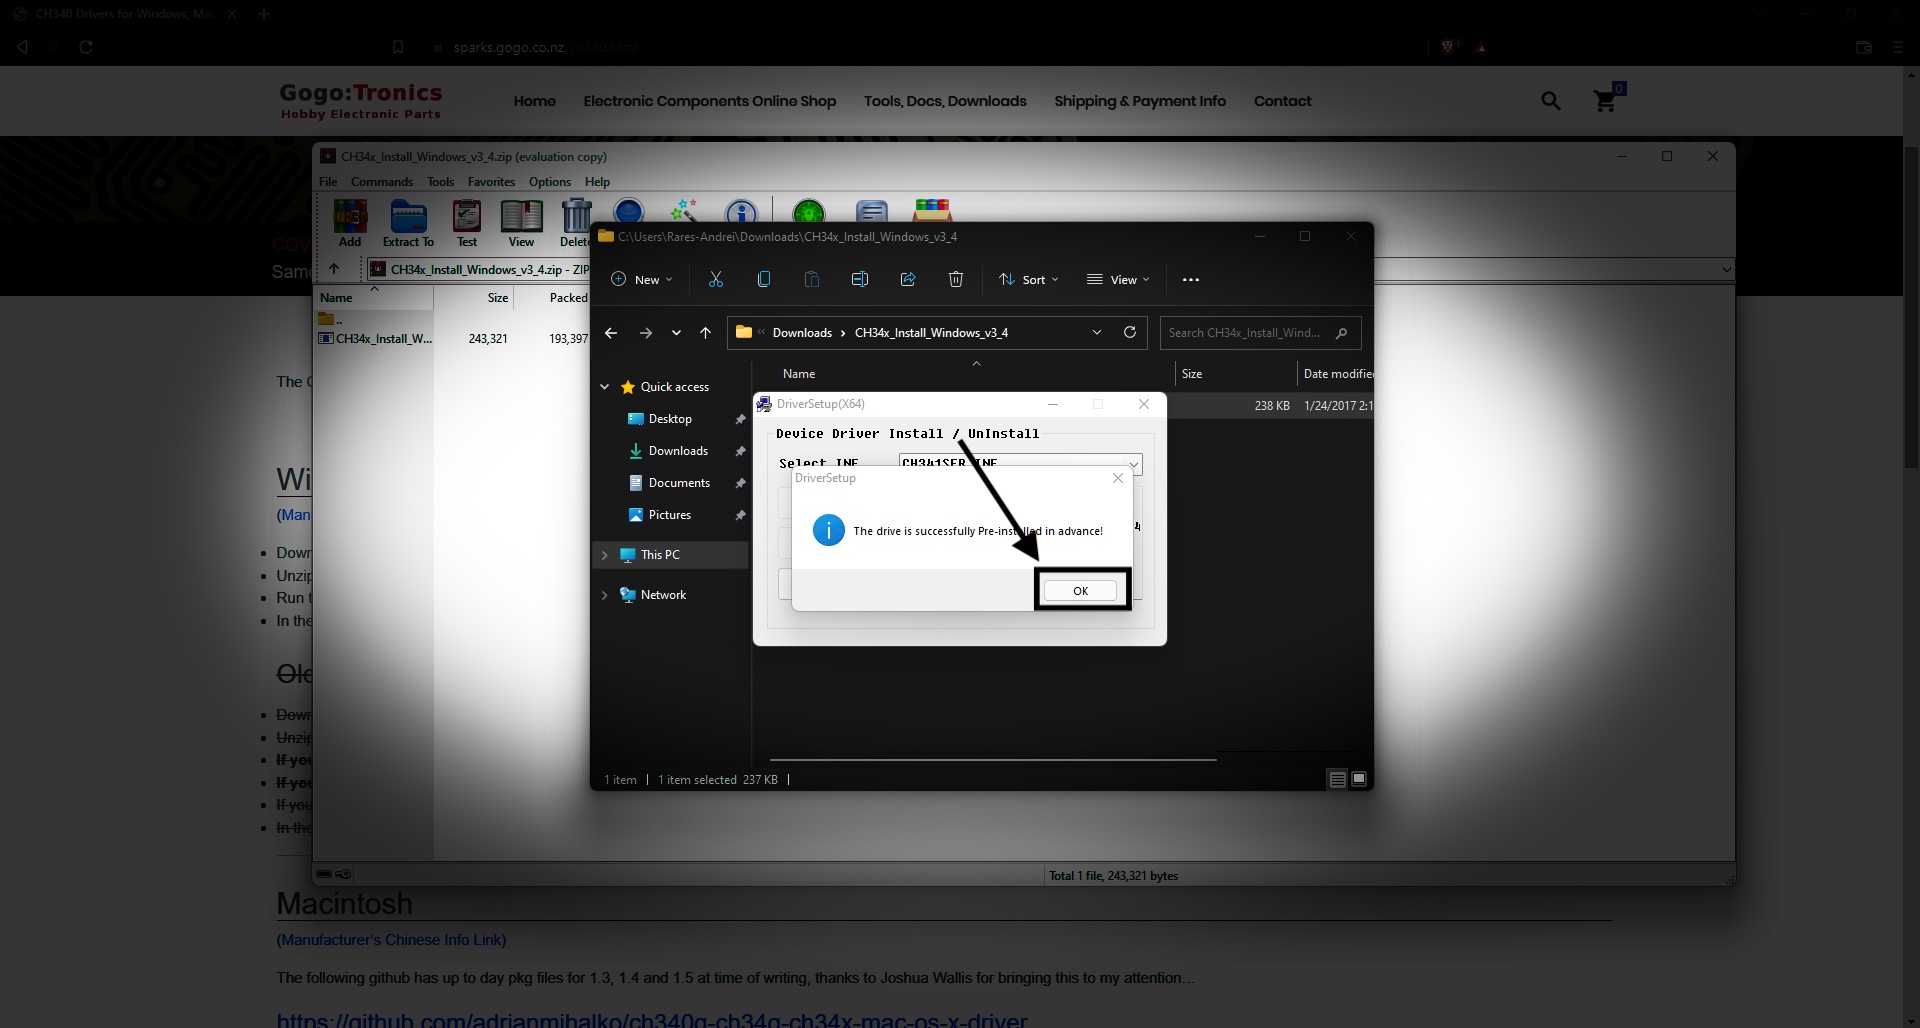 CH340 Drivers for Windows, Ma
sparks.gogo.co.nz/ch340.html
Gogo:Tronics
Hobby Electronic Parts
Home
Electronic Components Online Shop
Tools, Docs, Downloads
Shipping & Payment Info
Contact
0
CH34x_Install_Windows_v3_4.zip (evaluation copy)
File Commands Tools Favorites Options Help
Add
Extract To
Test
View
Delete
CH34x_Install_Windows_v3_4.zip - ZIP
Name
Size
Packed
..
CH34x_Install_W...
243,321
193,397
C:\Users\Rares-Andrei\Downloads\CH34x_Install_Windows_v3_4
New
Sort
View
Downloads > CH34x_Install_Windows_v3_4
Search CH34x_Install_Wind...
Name
Size
Date modifie
Quick access
Desktop
Downloads
Documents
Pictures
This PC
Network
238 KB
1/24/2017 2:1
DriverSetup(X64)
Device Driver Install / UnInstall
Select INF
CH341SER.INF
DriverSetup
The drive is successfully Pre-installed in advance!
OK
1 item
1 item selected 237 KB
Total 1 file, 243,321 bytes
COV
Sam
The
Wi
(Man
Down
Unzip
Run t
In the
Old
Down
Unzip
If you
If you
If you
In the
Macintosh
(Manufacturer's Chinese Info Link)
The following github has up to day pkg files for 1.3, 1.4 and 1.5 at time of writing, thanks to Joshua Wallis for bringing this to my attention...
https://github.com/adrianmihalko/ch340g-ch34g-ch34x-mac-os-x-driver